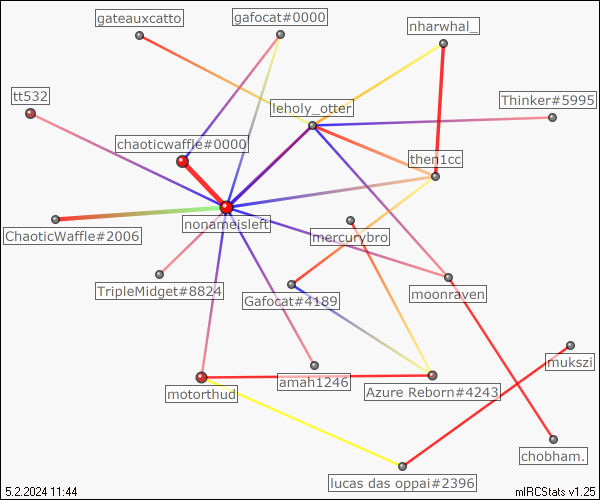 gateauxcatto
gafocat#0000
nharwhal_
tt532
leholy_otter
Thinker#5995
chaoticwaffle#0000
then1cc
ChaoticWaffle#2006
nonameisleft
mercurybro
TripleMidget#8824
Gafocat#4189
moonraven
mukszi
motorthud
amah1246
Azure Reborn#4243
chobham.
lucas das oppai#2396
5.2.2024 11:44
mIRCStats v1.25